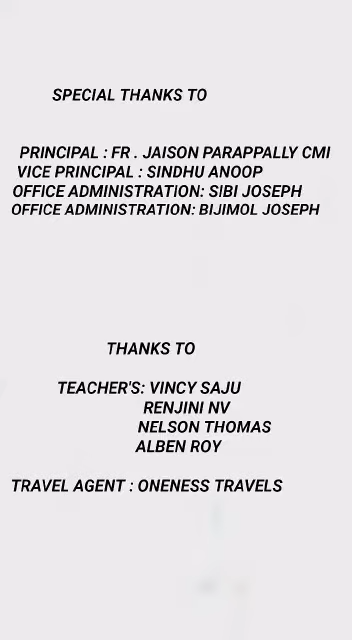 SPECIAL THANKS TO
PRINCIPAL : FR . JAISON PARAPPALLY CMI
VICE PRINCIPAL : SINDHU ANOOP
OFFICE ADMINISTRATION: SIBI JOSEPH
OFFICE ADMINISTRATION: BIJIMOL JOSEPH
THANKS TO
TEACHER'S: VINCY SAJU
RENJINI NV
NELSON THOMAS
ALBEN ROY
TRAVEL AGENT : ONENESS TRAVELS